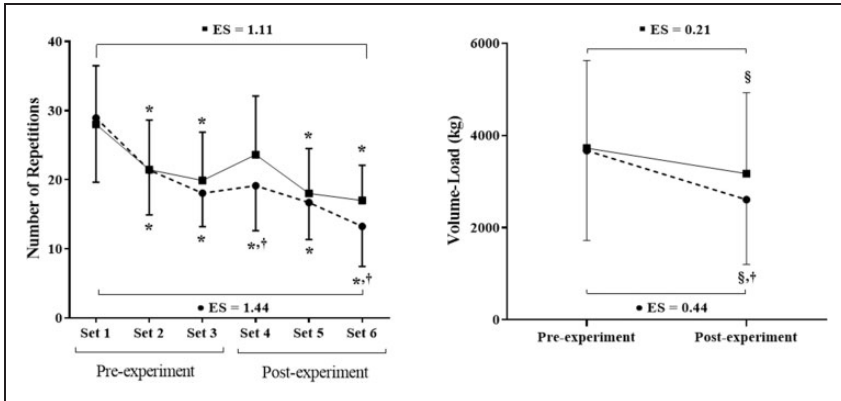 ■ ES = 1.11
40
30
20
10
0
Number of Repetitions
* * * *
* * *,† * *,†
● ES = 1.44
Set 1 Set 2 Set 3 Set 4 Set 5 Set 6
Pre-experiment Post-experiment
■ ES = 0.21
6000
4000
2000
0
Volume-Load (kg)
§
§,†
● ES = 0.44
Pre-experiment Post-experiment